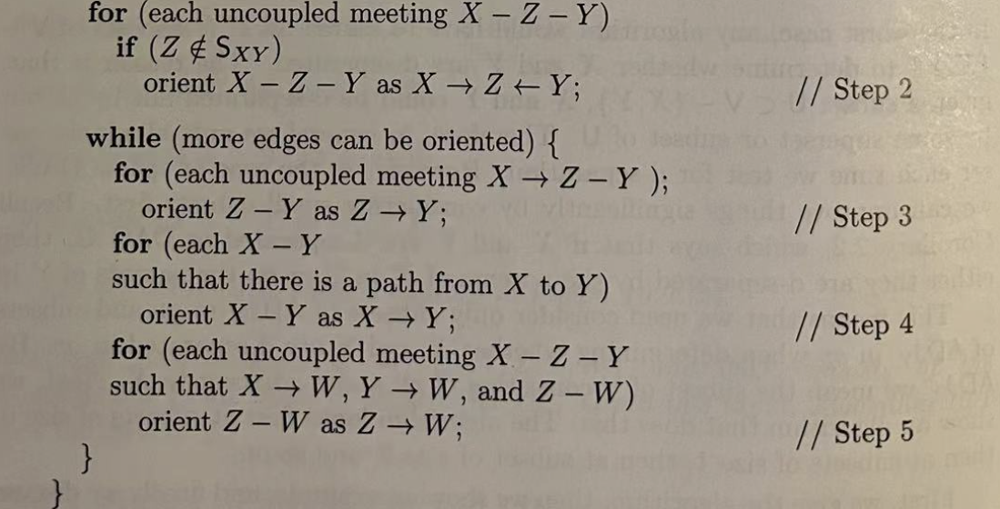 for (each uncoupled meeting X − Z − Y)
if (Z ∉ S_XY)
orient X − Z − Y as X → Z ← Y; // Step 2
while (more edges can be oriented) {
for (each uncoupled meeting X → Z − Y );
orient Z − Y as Z → Y; // Step 3
for (each X − Y
such that there is a path from X to Y)
orient X − Y as X → Y; // Step 4
for (each uncoupled meeting X − Z − Y
such that X → W, Y → W, and Z − W)
orient Z − W as Z → W; // Step 5
}
}